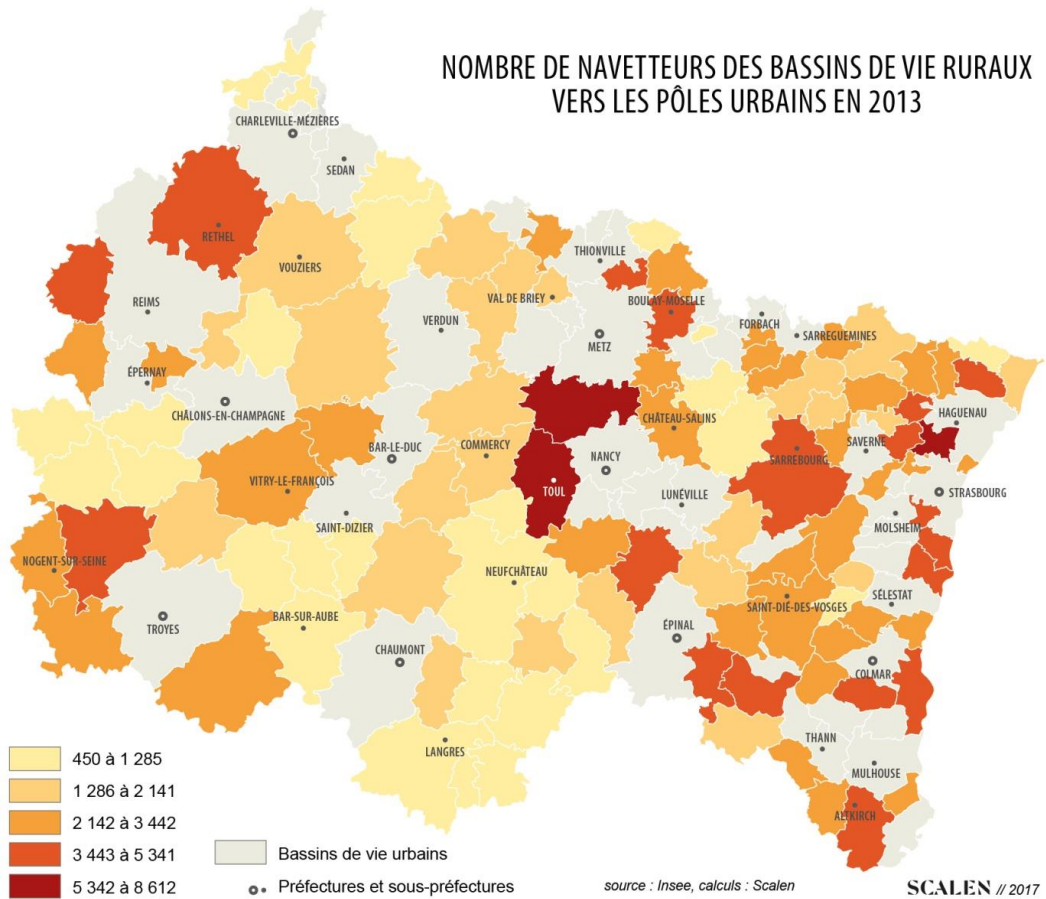 NOMBRE DE NAVETTEURS DES BASSINS DE VIE RURAUX
VERS LES PÔLES URBAINS EN 2013
CHARLEVILLE-MÉZIÈRES
SEDAN
RETHEL
VOUZIERS
THIONVILLE
REIMS
VAL DE BRIEY
BOULAY-MOSELLE
VERDUN
FORBACH
SARREGUEMINES
METZ
ÉPERNAY
CHÂLONS-EN-CHAMPAGNE
CHÂTEAU-SALINS
HAGUENAU
BAR-LE-DUC
COMMERCY
SAVERNE
SARREBOURG
NANCY
VITRY-LE-FRANÇOIS
TOUL
LUNÉVILLE
STRASBOURG
SAINT-DIZIER
MOLSHEIM
NOGENT-SUR-SEINE
NEUFCHÂTEAU
SÉLESTAT
SAINT-DIÉ-DES-VOSGES
TROYES
BAR-SUR-AUBE
ÉPINAL
CHAUMONT
COLMAR
LANGRES
THANN
MULHOUSE
ALTKIRCH
450 à 1 285
1 286 à 2 141
2 142 à 3 442
3 443 à 5 341
5 342 à 8 612
Bassins de vie urbains
Préfectures et sous-préfectures
source : Insee, calculs : Scalen
SCALEN // 2017